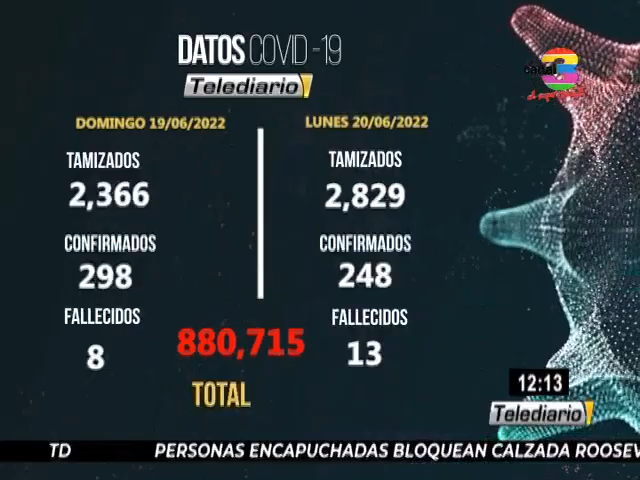 DATOS COVID-19
Telediario
canal
3
DOMINGO 19/06/2022
TAMIZADOS
2,366
CONFIRMADOS
298
FALLECIDOS
8
LUNES 20/06/2022
TAMIZADOS
2,829
CONFIRMADOS
248
FALLECIDOS
13
880,715
TOTAL
12:13
Telediario
TD PERSONAS ENCAPUCHADAS BLOQUEAN CALZADA ROOSEV